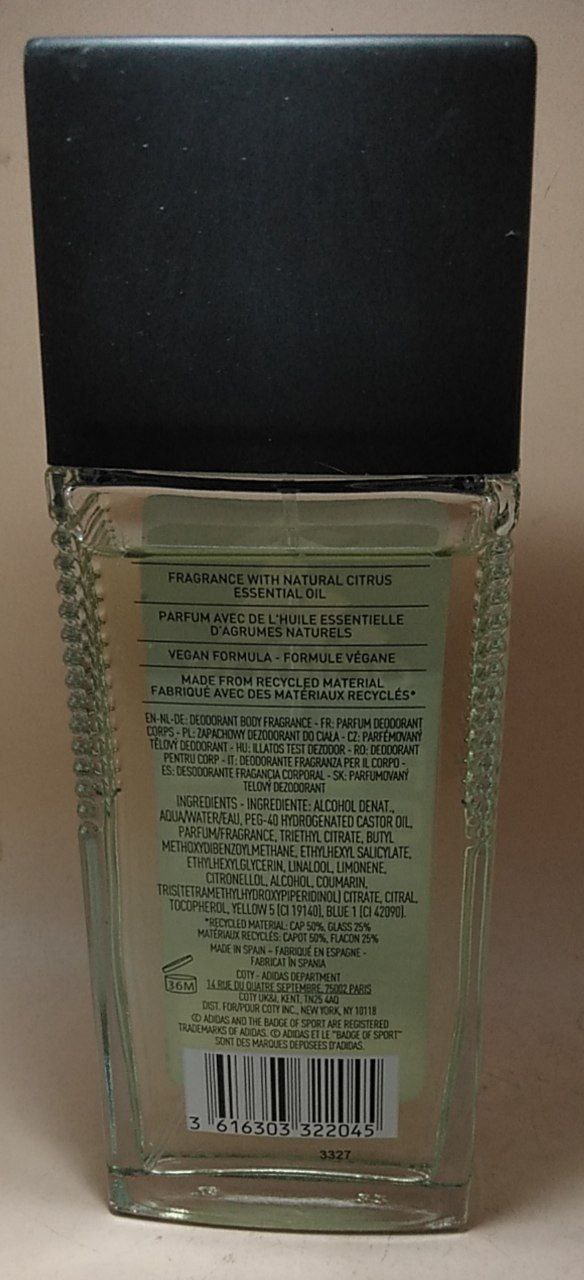 FRAGRANCE WITH NATURAL CITRUS
ESSENTIAL OIL
PARFUM AVEC DE L'HUILE ESSENTIELLE
D'AGRUMES NATURELS
VEGAN FORMULA - FORMULE VÉGANE
MADE FROM RECYCLED MATERIAL
FABRIQUÉ AVEC DES MATÉRIAUX RECYCLÉS*
EN-NL-DE: DEODORANT BODY FRAGRANCE - FR: PARFUM DEODORANT
CORPS - PL: ZAPACHOWY DEZODORANT DO CIAŁA - CZ: PARFÉMOVANÝ
TĚLOVÝ DEODORANT - HU: ILLATOS TEST DEZODOR - RO: DEODORANT
PENTRU CORP - IT: DEODORANTE FRAGRANZA PER IL CORPO -
ES: DESODORANTE FRAGANCIA CORPORAL - SK: PARFUMOVANÝ
TELOVÝ DEZODORANT
INGREDIENTS - INGREDIENTE: ALCOHOL DENAT.,
AQUA/WATER/EAU, PEG-40 HYDROGENATED CASTOR OIL,
PARFUM/FRAGRANCE, TRIETHYL CITRATE, BUTYL
METHOXYDIBENZOYLMETHANE, ETHYLHEXYL SALICYLATE,
ETHYLHEXYLGLYCERIN, LINALOOL, LIMONENE,
CITRONELLOL, ALCOHOL, COUMARIN,
TRIS(TETRAMETHYLHYDROXYPIPERIDINOL) CITRATE, CITRAL,
TOCOPHEROL, YELLOW 5 [CI 19140], BLUE 1 [CI 42090].
*RECYCLED MATERIAL: CAP 50%, GLASS 25%
MATÉRIAUX RECYCLÉS: CAPOT 50%, FLACON 25%
MADE IN SPAIN - FABRIQUÉ EN ESPAGNE -
FABRICAT ÎN SPANIA
36M
COTY - ADIDAS DEPARTMENT
14 RUE DU QUATRE SEPTEMBRE, 75002 PARIS
COTY UK&I, KENT, TN25 4AQ
DIST. FOR/POUR COTY INC., NEW YORK, NY 10118
© ADIDAS AND THE BADGE OF SPORT ARE REGISTERED
TRADEMARKS OF ADIDAS. © ADIDAS ET LE "BADGE OF SPORT"
SONT DES MARQUES DEPOSEES D'ADIDAS.
3 616303 322045
3327